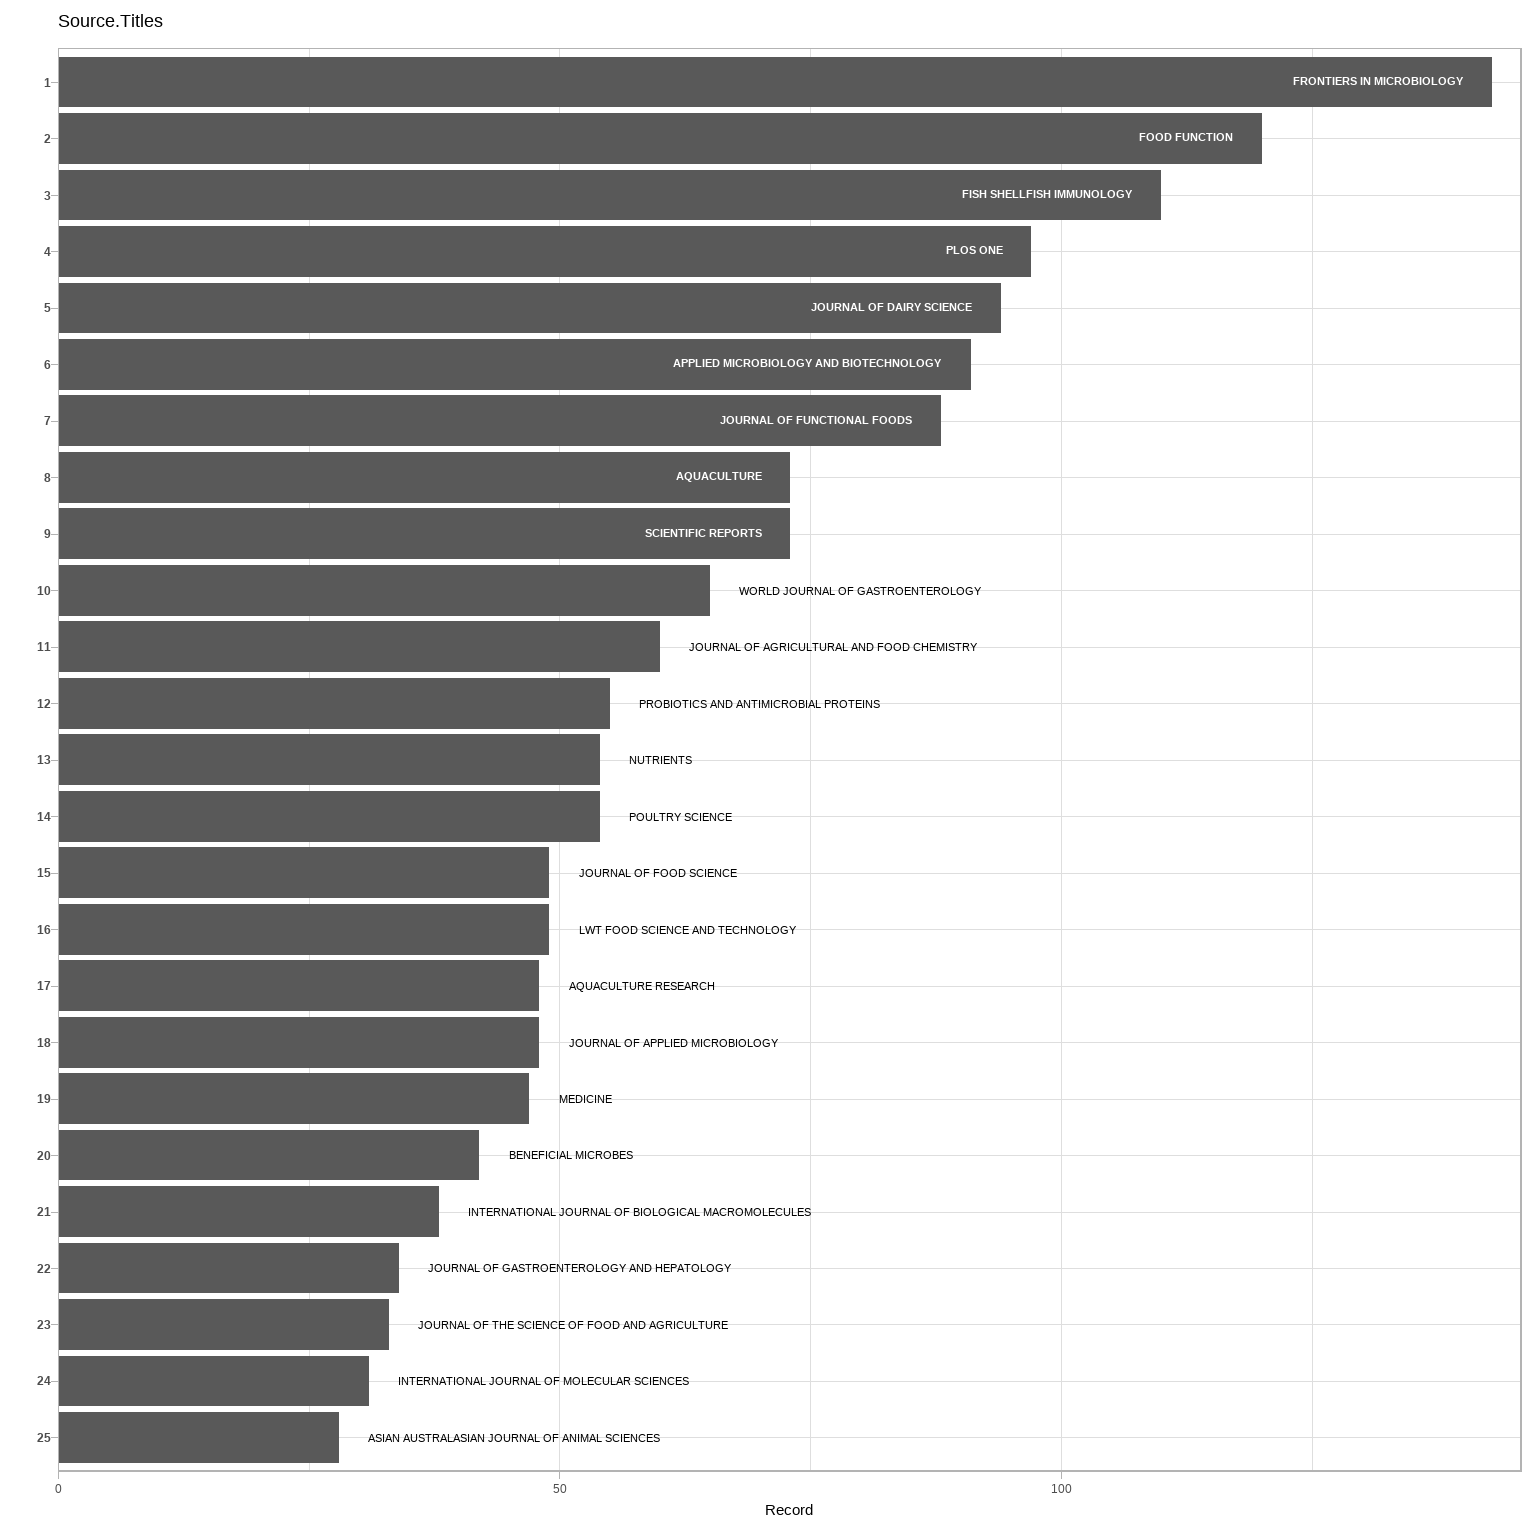 Source.Titles
1 FRONTIERS IN MICROBIOLOGY
2 FOOD FUNCTION
3 FISH SHELLFISH IMMUNOLOGY
4 PLOS ONE
5 JOURNAL OF DAIRY SCIENCE
6 APPLIED MICROBIOLOGY AND BIOTECHNOLOGY
7 JOURNAL OF FUNCTIONAL FOODS
8 AQUACULTURE
9 SCIENTIFIC REPORTS
10 WORLD JOURNAL OF GASTROENTEROLOGY
11 JOURNAL OF AGRICULTURAL AND FOOD CHEMISTRY
12 PROBIOTICS AND ANTIMICROBIAL PROTEINS
13 NUTRIENTS
14 POULTRY SCIENCE
15 JOURNAL OF FOOD SCIENCE
16 LWT FOOD SCIENCE AND TECHNOLOGY
17 AQUACULTURE RESEARCH
18 JOURNAL OF APPLIED MICROBIOLOGY
19 MEDICINE
20 BENEFICIAL MICROBES
21 INTERNATIONAL JOURNAL OF BIOLOGICAL MACROMOLECULES
22 JOURNAL OF GASTROENTEROLOGY AND HEPATOLOGY
23 JOURNAL OF THE SCIENCE OF FOOD AND AGRICULTURE
24 INTERNATIONAL JOURNAL OF MOLECULAR SCIENCES
25 ASIAN AUSTRALASIAN JOURNAL OF ANIMAL SCIENCES
0 50 100
Record